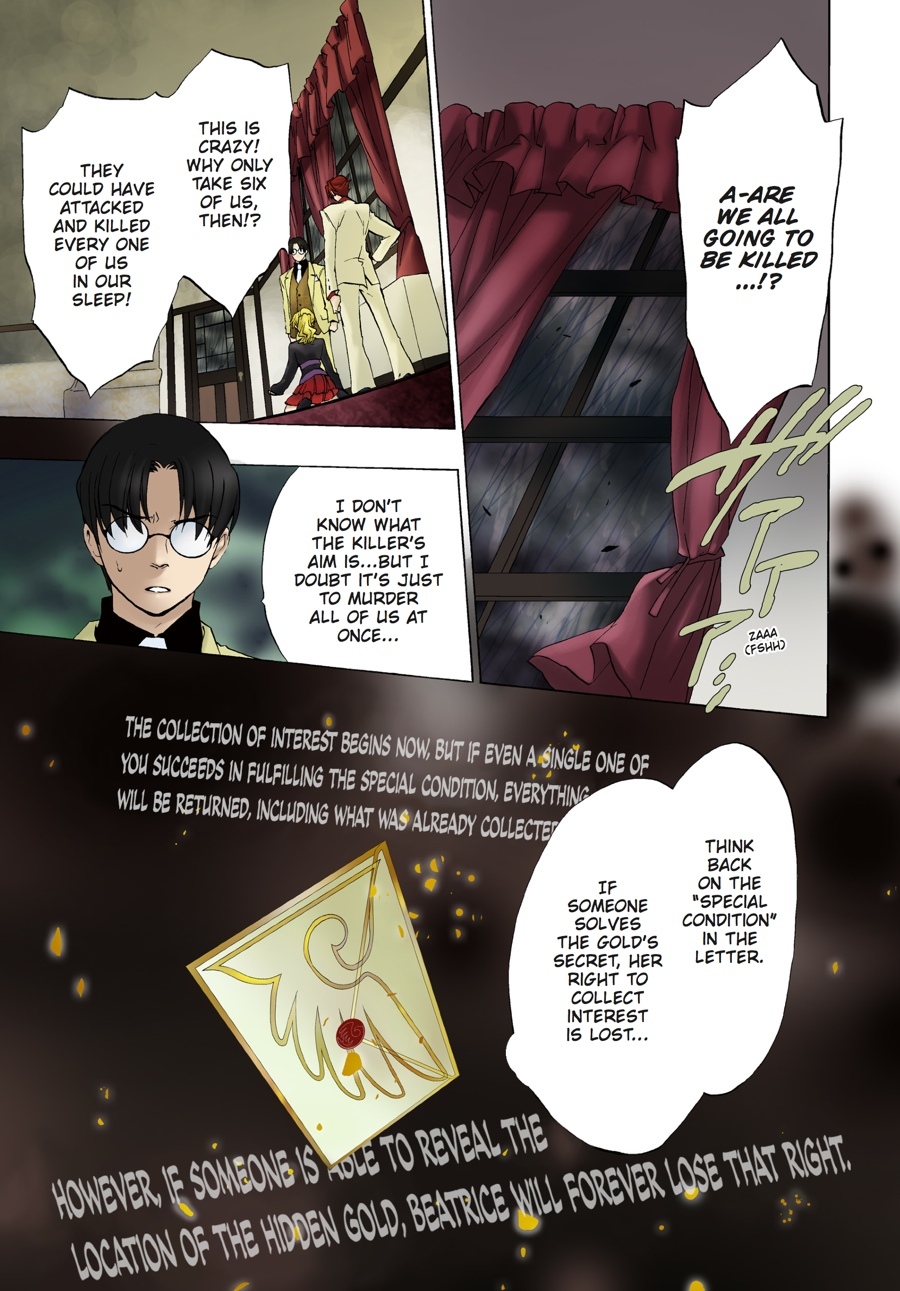 A-ARE
WE ALL
GOING TO
BE KILLED
...!?
ザァァァ...
ZAAA
(FSHH)
THIS IS
CRAZY!
WHY ONLY
TAKE SIX
OF US,
THEN!?
THEY
COULD HAVE
ATTACKED
AND KILLED
EVERY ONE
OF US
IN OUR
SLEEP!
I DON'T
KNOW WHAT
THE KILLER'S
AIM IS...BUT I
DOUBT IT'S JUST
TO MURDER
ALL OF US AT
ONCE...
THE COLLECTION OF INTEREST BEGINS NOW, BUT IF EVEN A SINGLE ONE OF
YOU SUCCEEDS IN FULFILLING THE SPECIAL CONDITION, EVERYTHING
WILL BE RETURNED, INCLUDING WHAT WAS ALREADY COLLECTED
THINK
BACK
ON THE
"SPECIAL
CONDITION"
IN THE
LETTER.
IF
SOMEONE
SOLVES
THE GOLD'S
SECRET, HER
RIGHT TO
COLLECT
INTEREST
IS LOST...
HOWEVER, IF SOMEONE IS ABLE TO REVEAL THE
LOCATION OF THE HIDDEN GOLD, BEATRICE WILL FOREVER LOSE THAT RIGHT.